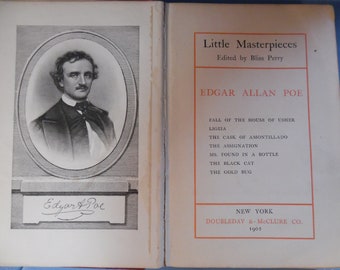 Edgar A. Poe
Little Masterpieces
Edited by Bliss Perry
EDGAR ALLAN POE
FALL OF THE HOUSE OF USHER
LIGEIA
THE CASK OF AMONTILLADO
THE ASSIGNATION
MS. FOUND IN A BOTTLE
THE BLACK CAT
THE GOLD BUG
NEW YORK
DOUBLEDAY & McCLURE CO.